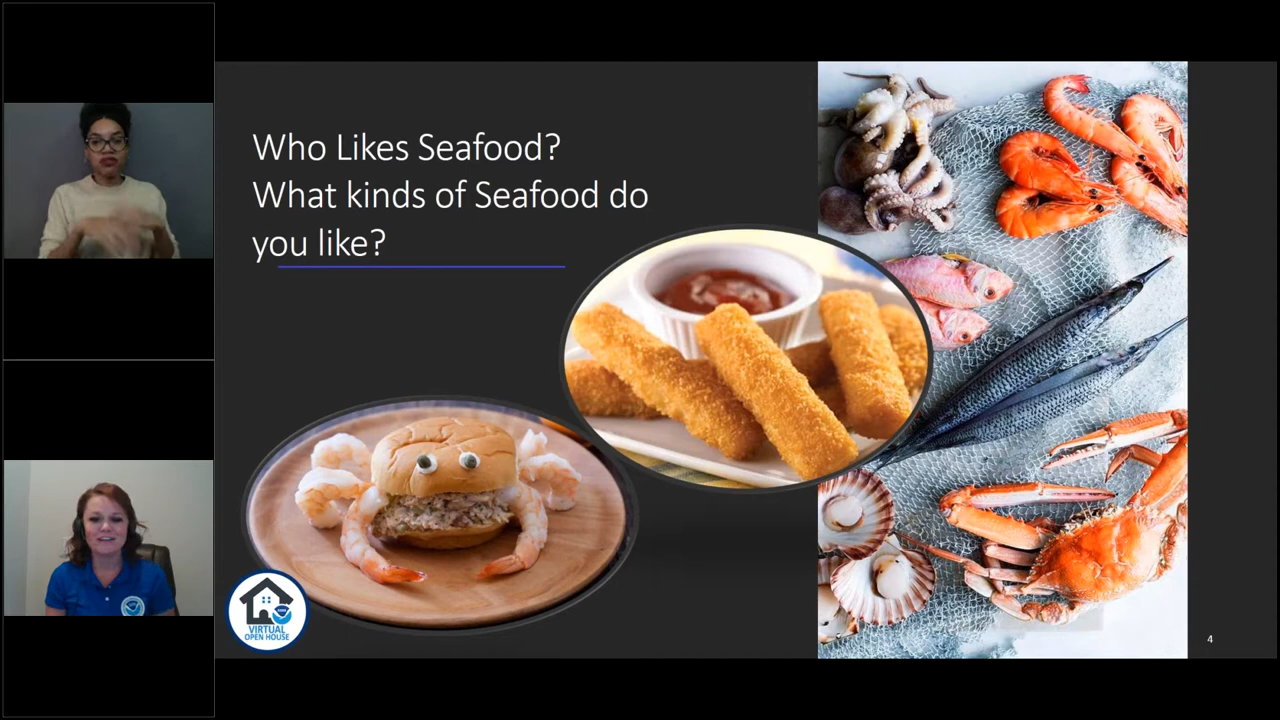 Who Likes Seafood?
What kinds of Seafood do
you like?
VIRTUAL
OPEN HOUSE
4